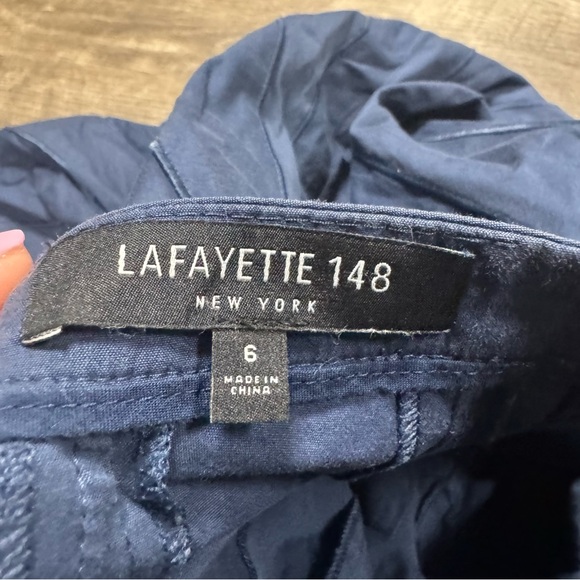 LAFAYETTE 148
NEW YORK
6
MADE IN
CHINA